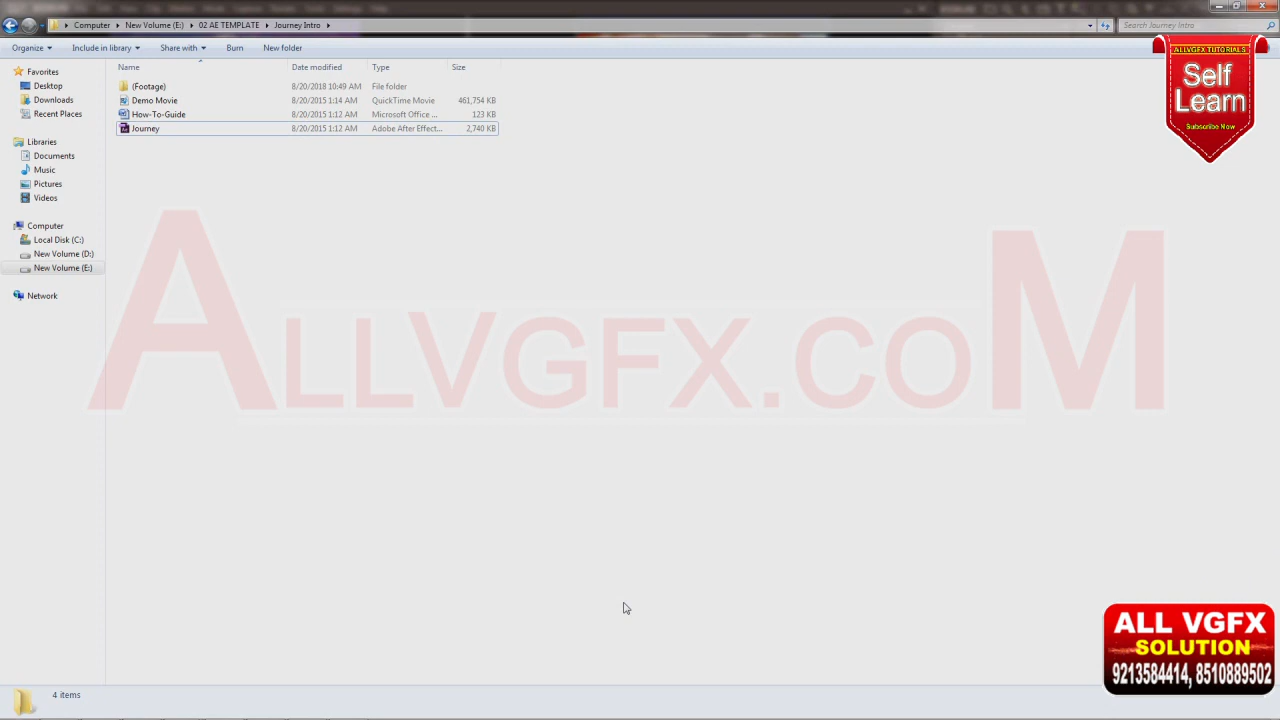 Computer ▸ New Volume (E:) ▸ 02 AE TEMPLATE ▸ Journey Intro ▸
Search Journey Intro
Organize Include in library Share with Burn New folder
Name Date modified Type Size
(Footage) 8/20/2018 10:49 AM File folder
Demo Movie 8/20/2015 1:14 AM QuickTime Movie 461,754 KB
How-To-Guide 8/20/2015 1:12 AM Microsoft Office ... 123 KB
Journey 8/20/2015 1:12 AM Adobe After Effect... 2,740 KB
Favorites
Desktop
Downloads
Recent Places
Libraries
Documents
Music
Pictures
Videos
Computer
Local Disk (C:)
New Volume (D:)
New Volume (E:)
Network
ALLVGFX TUTORIALS
Self
Learn
Subscribe Now
ALLVGFX.COM
ALL VGFX
SOLUTION
9213584414, 8510889502
4 items